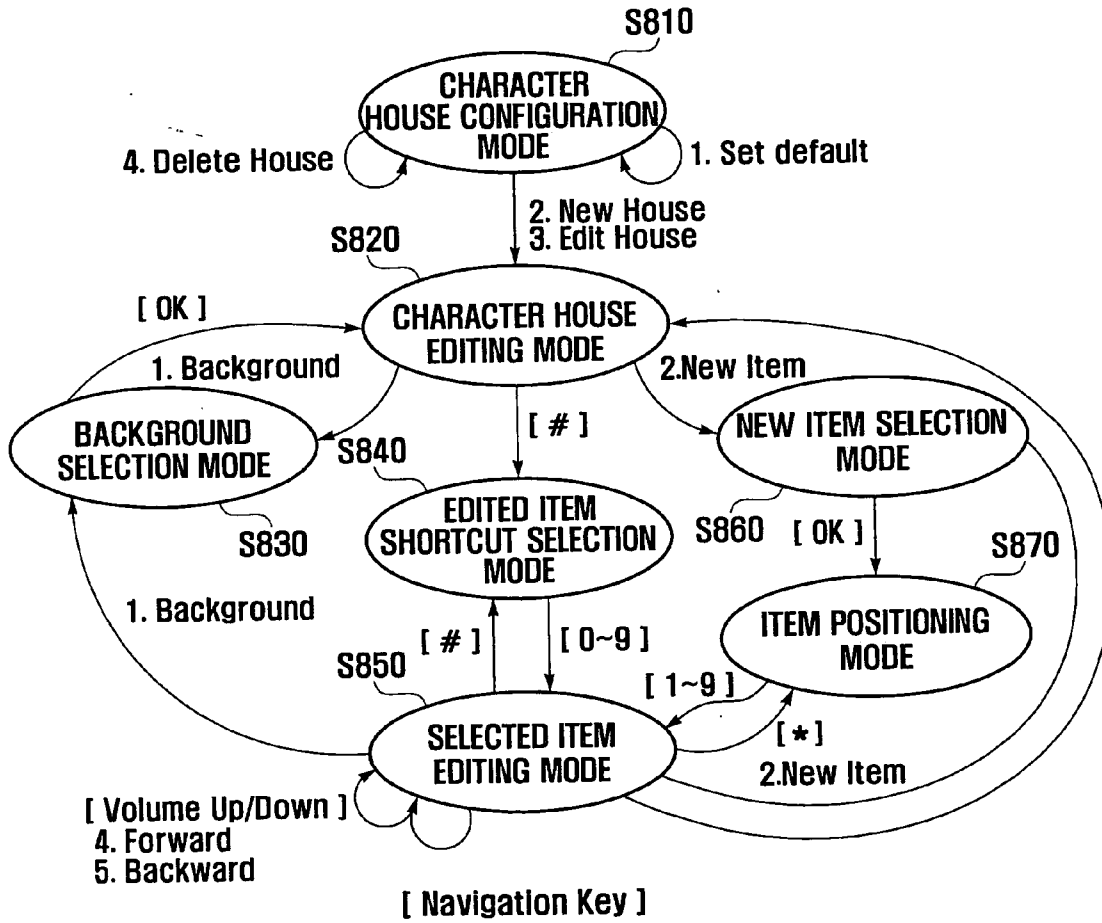 S810
CHARACTER
HOUSE CONFIGURATION
MODE
4. Delete House
1. Set default
2. New House
3. Edit House
S820
[ OK ]
CHARACTER HOUSE
EDITING MODE
1. Background
2.New Item
[ # ]
BACKGROUND
SELECTION MODE
NEW ITEM SELECTION
MODE
S840
S830
EDITED ITEM
SHORTCUT SELECTION
MODE
S860
[ OK ]
S870
1. Background
[ # ]
[ 0~9 ]
ITEM POSITIONING
MODE
S850
[ 1~9 ]
SELECTED ITEM
EDITING MODE
[ * ]
2.New Item
[ Volume Up/Down ]
4. Forward
5. Backward
[ Navigation Key ]